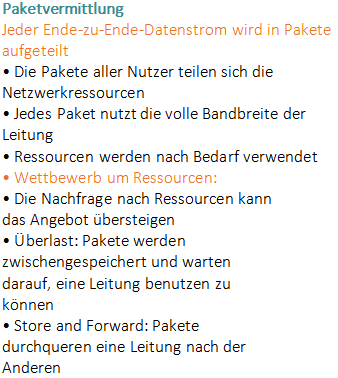 Paketvermittlung
Jeder Ende-zu-Ende-Datenstrom wird in Pakete
aufgeteilt
• Die Pakete aller Nutzer teilen sich die
Netzwerkressourcen
• Jedes Paket nutzt die volle Bandbreite der
Leitung
• Ressourcen werden nach Bedarf verwendet
• Wettbewerb um Ressourcen:
• Die Nachfrage nach Ressourcen kann
das Angebot übersteigen
• Überlast: Pakete werden
zwischengespeichert und warten
darauf, eine Leitung benutzen zu
können
• Store and Forward: Pakete
durchqueren eine Leitung nach der
Anderen